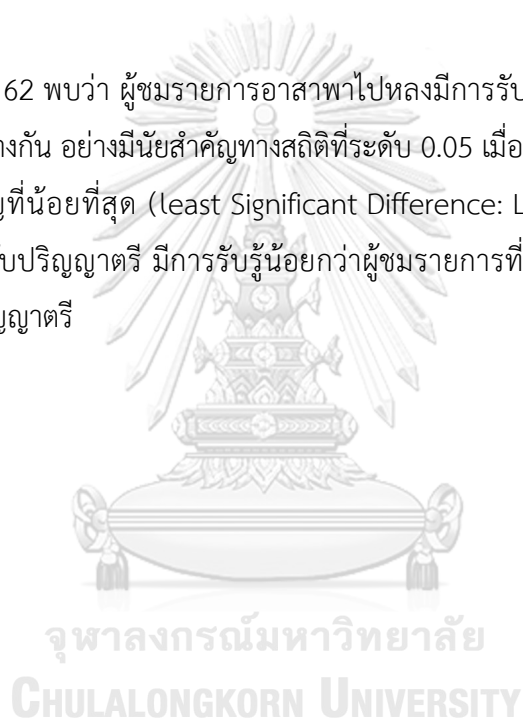 62 พบว่า ผู้ชมรายการอาสาพาไปหลงมีการรับ
างกัน อย่างมีนัยสำคัญทางสถิติที่ระดับ 0.05 เมื่อ
ญที่น้อยที่สุด (least Significant Difference: L
ับปริญญาตรี มีการรับรู้น้อยกว่าผู้ชมรายการที่
ญญาตรี
จุฬาลงกรณ์มหาวิทยาลัย
CHULALONGKORN UNIVERSITY